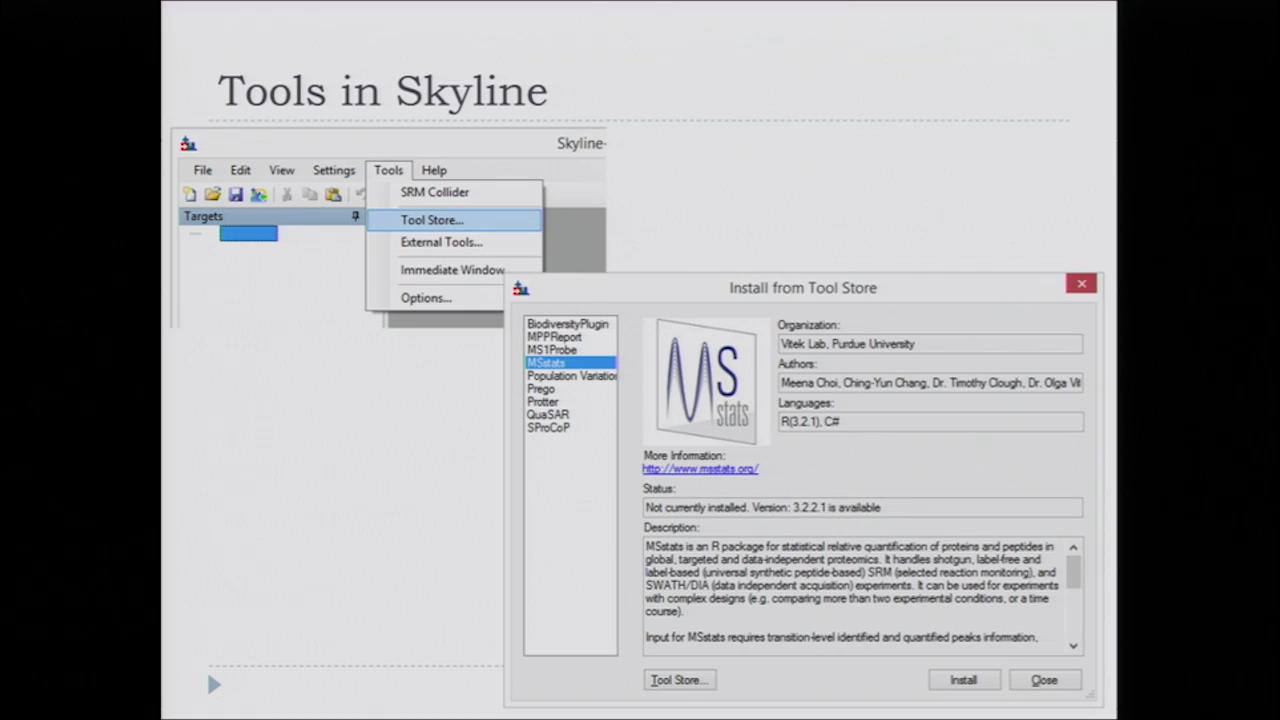 Tools in Skyline
Skyline-
File Edit View Settings Tools Help
SRM Collider
Targets
Tool Store...
External Tools...
Immediate Window
Options...
Install from Tool Store
BiodiversityPlugin
MPPReport
MS1Probe
MSstats
Population Variatio
Prego
Protter
QuaSAR
SProCoP
MS
stats
Organization:
Vitek Lab, Purdue University
Authors:
Meena Choi, Ching-Yun Chang, Dr. Timothy Clough, Dr. Olga Vit
Languages:
R(3.2.1), C#
More Information:
http://www.msstats.org/
Status:
Not currently installed. Version: 3.2.2.1 is available
Description:
MSstats is an R package for statistical relative quantification of proteins and peptides in
global, targeted and data-independent proteomics. It handles shotgun, label-free and
label-based (universal synthetic peptide-based) SRM (selected reaction monitoring), and
SWATH/DIA (data independent acquisition) experiments. It can be used for experiments
with complex designs (e.g. comparing more than two experimental conditions, or a time
course).
Input for MSstats requires transition-level identified and quantified peaks information,
Tool Store... Install Close